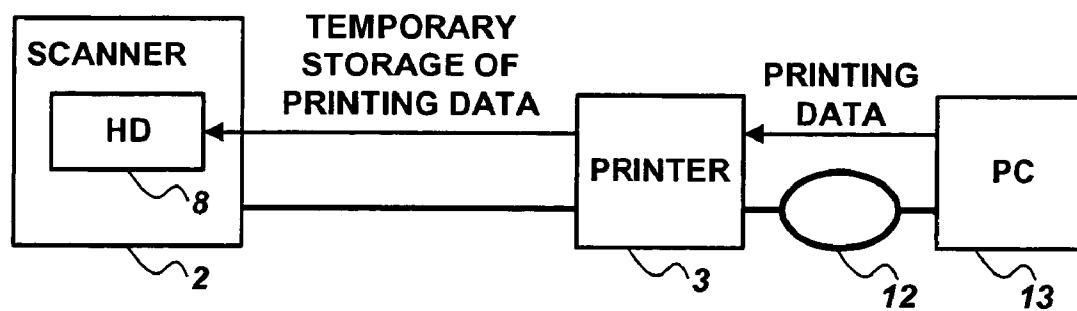 SCANNER
HD
8
2
TEMPORARY
STORAGE OF
PRINTING DATA
PRINTER
3
PRINTING
DATA
12
PC
13